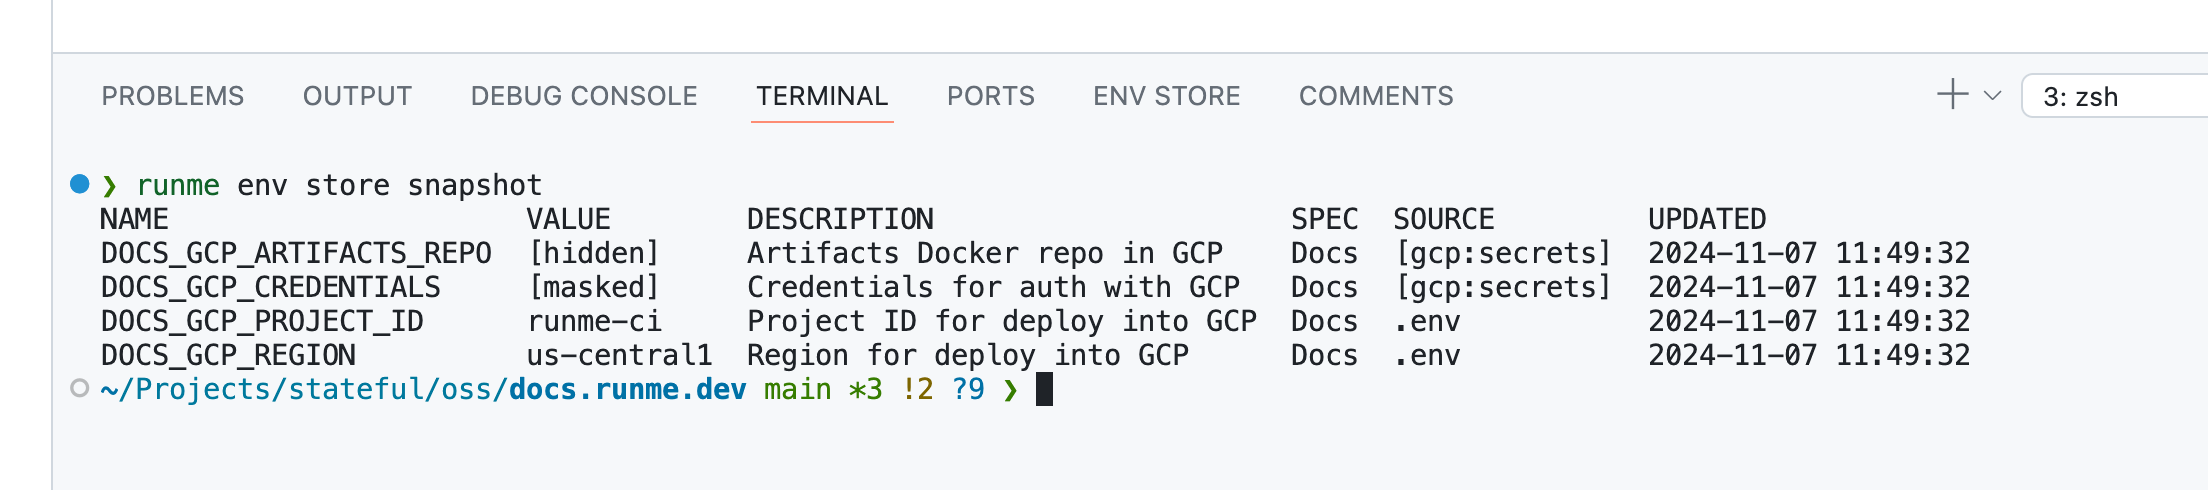 PROBLEMS OUTPUT DEBUG CONSOLE TERMINAL PORTS ENV STORE COMMENTS 3: zsh
❯ runme env store snapshot
NAME VALUE DESCRIPTION SPEC SOURCE UPDATED
DOCS_GCP_ARTIFACTS_REPO [hidden] Artifacts Docker repo in GCP Docs [gcp:secrets] 2024-11-07 11:49:32
DOCS_GCP_CREDENTIALS [masked] Credentials for auth with GCP Docs [gcp:secrets] 2024-11-07 11:49:32
DOCS_GCP_PROJECT_ID runme-ci Project ID for deploy into GCP Docs .env 2024-11-07 11:49:32
DOCS_GCP_REGION us-central1 Region for deploy into GCP Docs .env 2024-11-07 11:49:32
~/Projects/stateful/oss/docs.runme.dev main *3 !2 ?9 ❯